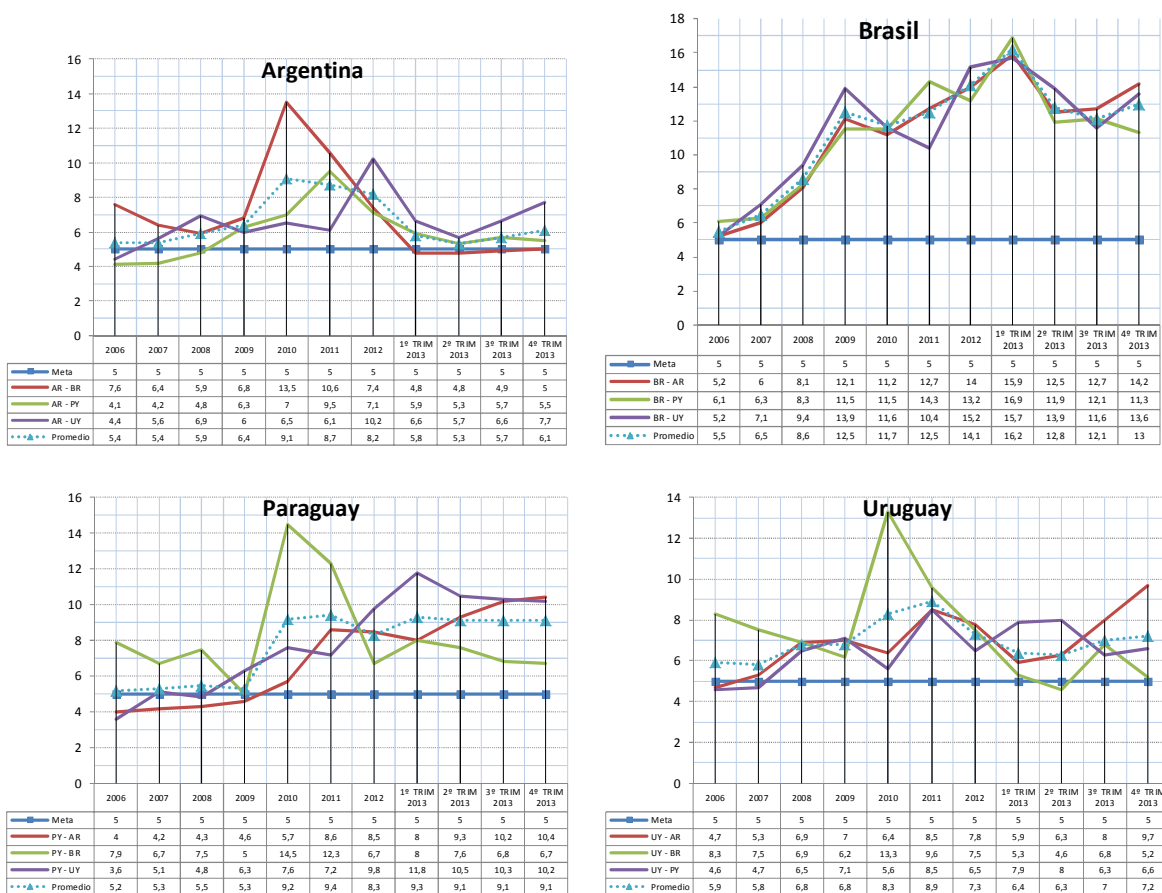 Argentina
16
14
12
10
8
6
4
2
0
2006 2007 2008 2009 2010 2011 2012 1º TRIM 2013 2º TRIM 2013 3º TRIM 2013 4º TRIM 2013
Meta 5 5 5 5 5 5 5 5 5 5 5
AR - BR 7,6 6,4 5,9 6,8 13,5 10,6 7,4 4,8 4,8 4,9 5
AR - PY 4,1 4,2 4,8 6,3 7 9,5 7,1 5,9 5,3 5,7 5,5
AR - UY 4,4 5,6 6,9 6 6,5 6,1 10,2 6,6 5,7 6,6 7,7
Promedio 5,4 5,4 5,9 6,4 9,1 8,7 8,2 5,8 5,3 5,7 6,1
Brasil
18
16
14
12
10
8
6
4
2
0
2006 2007 2008 2009 2010 2011 2012 1º TRIM 2013 2º TRIM 2013 3º TRIM 2013 4º TRIM 2013
Meta 5 5 5 5 5 5 5 5 5 5 5
BR - AR 5,2 6 8,1 12,1 11,2 12,7 14 15,9 12,5 12,7 14,2
BR - PY 6,1 6,3 8,3 11,5 11,5 14,3 13,2 16,9 11,9 12,1 11,3
BR - UY 5,2 7,1 9,4 13,9 11,6 10,4 15,2 15,7 13,9 11,6 13,6
Promedio 5,5 6,5 8,6 12,5 11,7 12,5 14,1 16,2 12,8 12,1 13
Paraguay
16
14
12
10
8
6
4
2
0
2006 2007 2008 2009 2010 2011 2012 1º TRIM 2013 2º TRIM 2013 3º TRIM 2013 4º TRIM 2013
Meta 5 5 5 5 5 5 5 5 5 5 5
PY - AR 4 4,2 4,3 4,6 5,7 8,6 8,5 8 9,3 10,2 10,4
PY - BR 7,9 6,7 7,5 5 14,5 12,3 6,7 8 7,6 6,8 6,7
PY - UY 3,6 5,1 4,8 6,3 7,6 7,2 9,8 11,8 10,5 10,3 10,2
Promedio 5,2 5,3 5,5 5,3 9,2 9,4 8,3 9,3 9,1 9,1 9,1
Uruguay
14
12
10
8
6
4
2
0
2006 2007 2008 2009 2010 2011 2012 1º TRIM 2013 2º TRIM 2013 3º TRIM 2013 4º TRIM 2013
Meta 5 5 5 5 5 5 5 5 5 5 5
UY - AR 4,7 5,3 6,9 7 6,4 8,5 7,8 5,9 6,3 8 9,7
UY - BR 8,3 7,5 6,9 6,2 13,3 9,6 7,5 5,3 4,6 6,8 5,2
UY - PY 4,6 4,7 6,5 7,1 5,6 8,5 6,5 7,9 8 6,3 6,6
Promedio 5,9 5,8 6,8 6,8 8,3 8,9 7,3 6,4 6,3 7 7,2